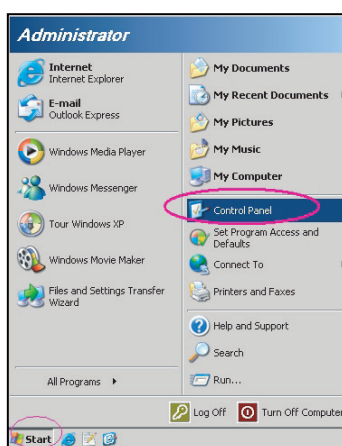 Administrator
Internet
Internet Explorer
E-mail
Outlook Express
Windows Media Player
Windows Messenger
Tour Windows XP
Windows Movie Maker
Files and Settings Transfer
Wizard
All Programs
My Documents
My Recent Documents
My Pictures
My Music
My Computer
Control Panel
Set Program Access and
Defaults
Connect To
Printers and Faxes
Help and Support
Search
Run...
Log Off Turn Off Computer
Start